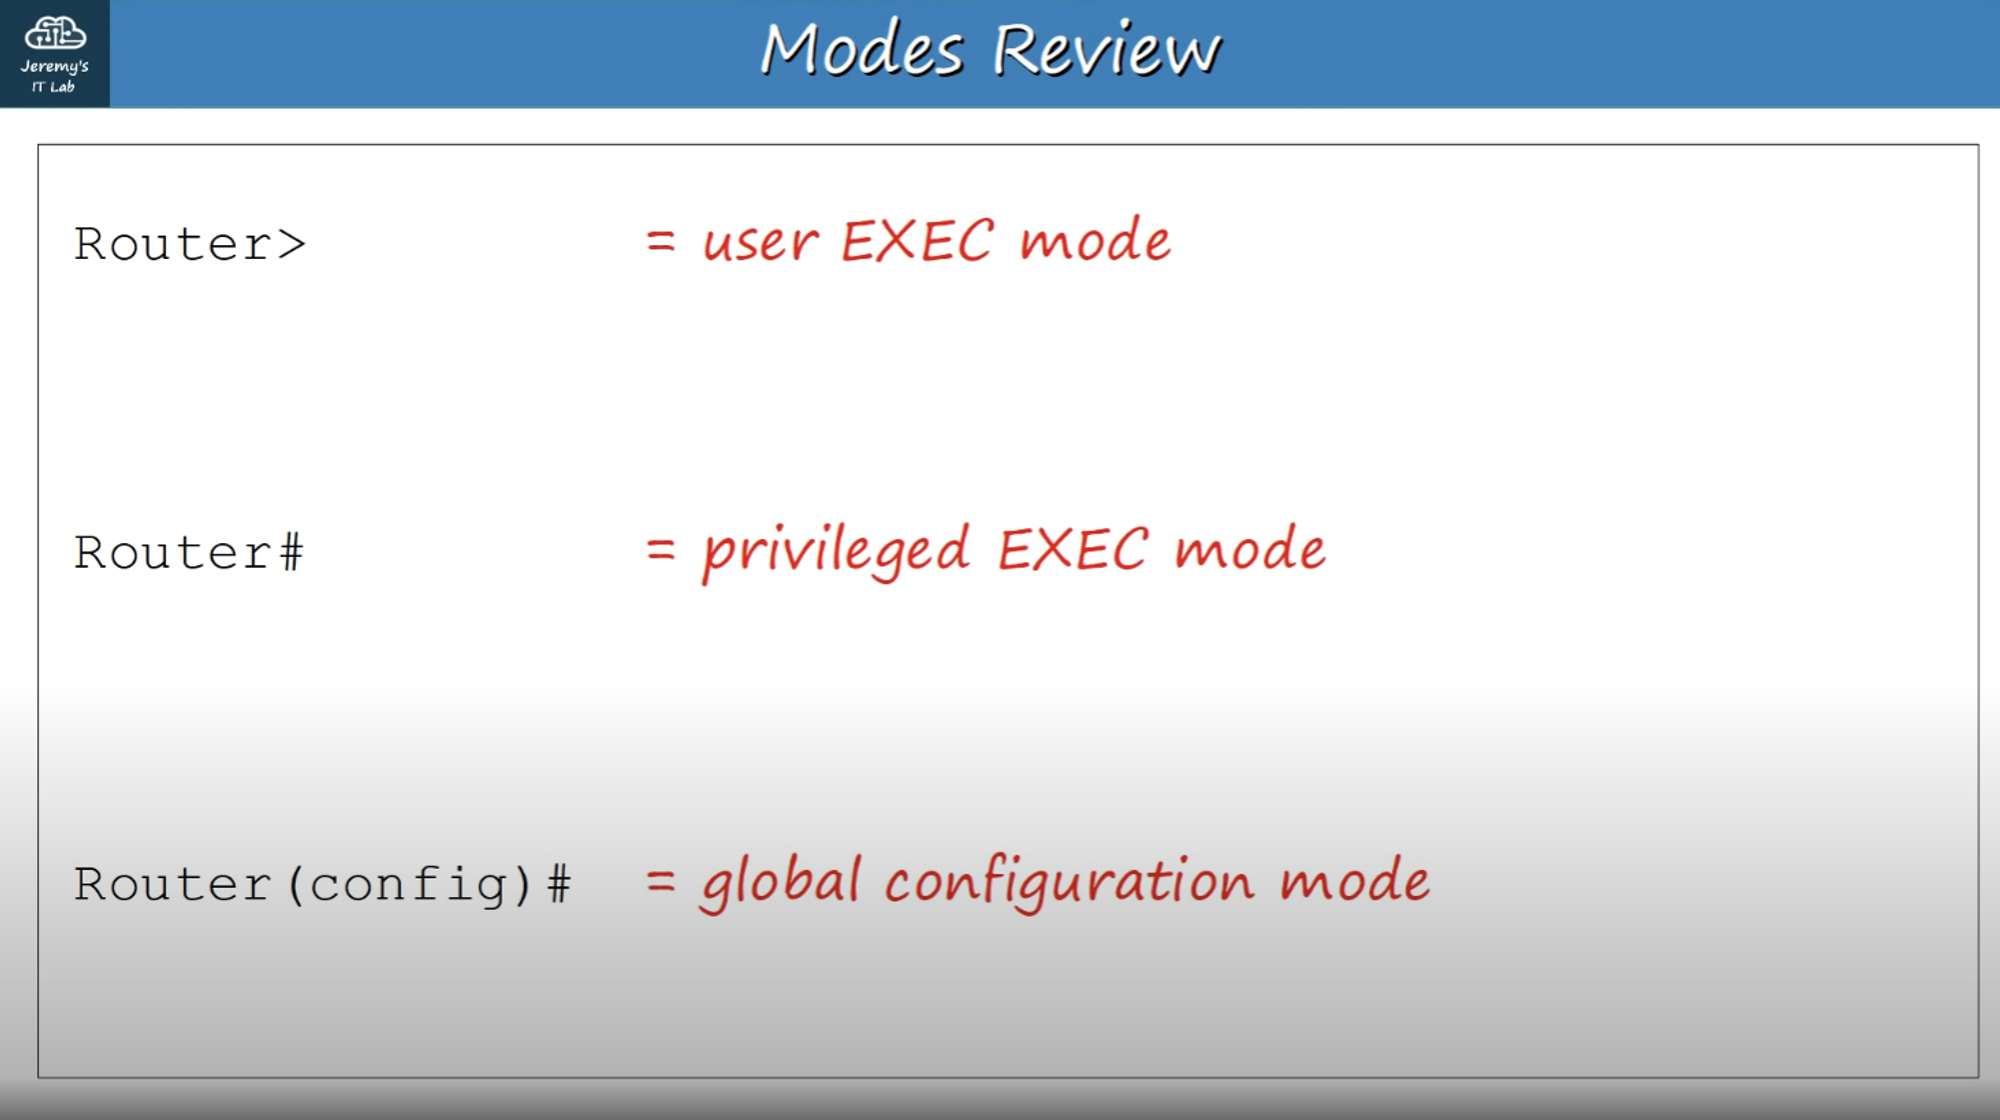 Jeremy's
IT Lab
Modes Review
Router> = user EXEC mode
Router# = privileged EXEC mode
Router(config)# = global configuration mode